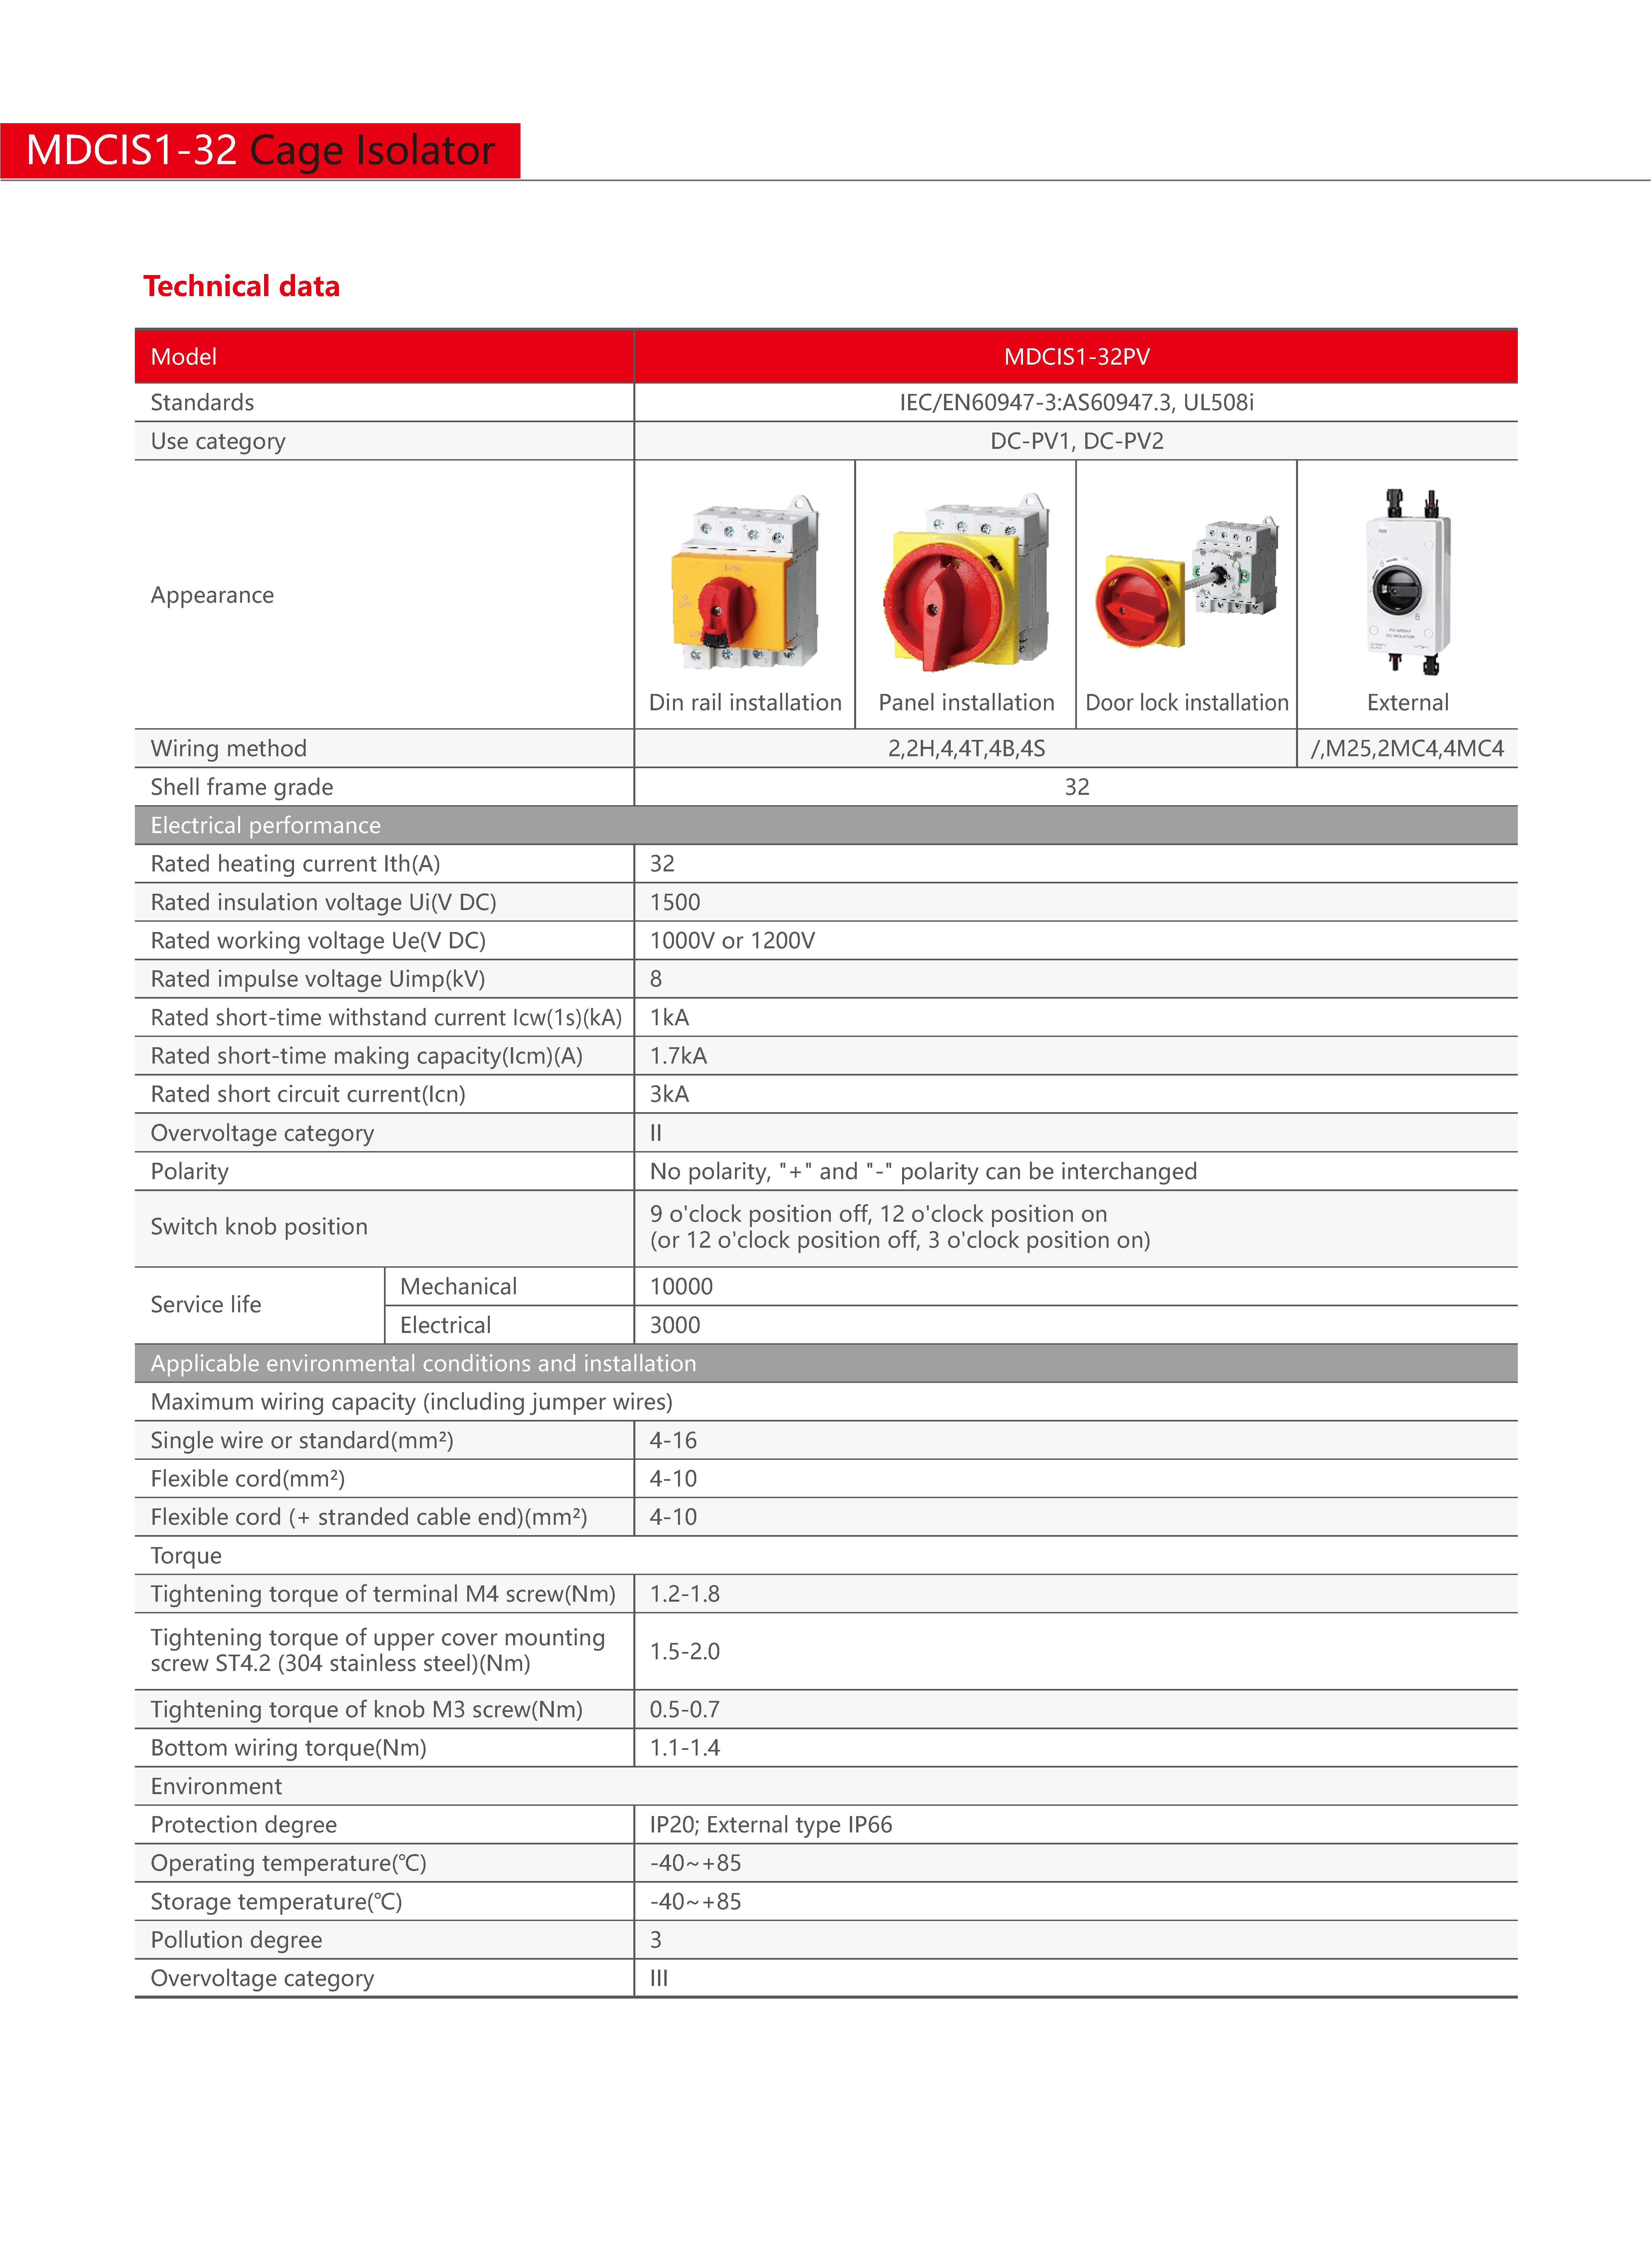 MDCIS1-32 Cage Isolator
Technical data
Model
MDCIS1-32PV
Standards
IEC/EN60947-3:AS60947.3, UL508i
Use category
DC-PV1, DC-PV2
Appearance
PV ARRAY
DC ISOLATOR
Din rail installation
Panel installation
Door lock installation
External
Wiring method
2,2H,4,4T,4B,4S
/,M25,2MC4,4MC4
Shell frame grade
32
Electrical performance
Rated heating current Ith(A)
32
Rated insulation voltage Ui(V DC)
1500
Rated working voltage Ue(V DC)
1000V or 1200V
Rated impulse voltage Uimp(kV)
8
Rated short-time withstand current Icw(1s)(kA)
1kA
Rated short-time making capacity(Icm)(A)
1.7kA
Rated short circuit current(Icn)
3kA
Overvoltage category
II
Polarity
No polarity, "+" and "-" polarity can be interchanged
Switch knob position
9 o'clock position off, 12 o'clock position on
(or 12 o'clock position off, 3 o'clock position on)
Service life
Mechanical
10000
Electrical
3000
Applicable environmental conditions and installation
Maximum wiring capacity (including jumper wires)
Single wire or standard(mm²)
4-16
Flexible cord(mm²)
4-10
Flexible cord (+ stranded cable end)(mm²)
4-10
Torque
Tightening torque of terminal M4 screw(Nm)
1.2-1.8
Tightening torque of upper cover mounting
screw ST4.2 (304 stainless steel)(Nm)
1.5-2.0
Tightening torque of knob M3 screw(Nm)
0.5-0.7
Bottom wiring torque(Nm)
1.1-1.4
Environment
Protection degree
IP20; External type IP66
Operating temperature(℃)
-40~+85
Storage temperature(℃)
-40~+85
Pollution degree
3
Overvoltage category
III